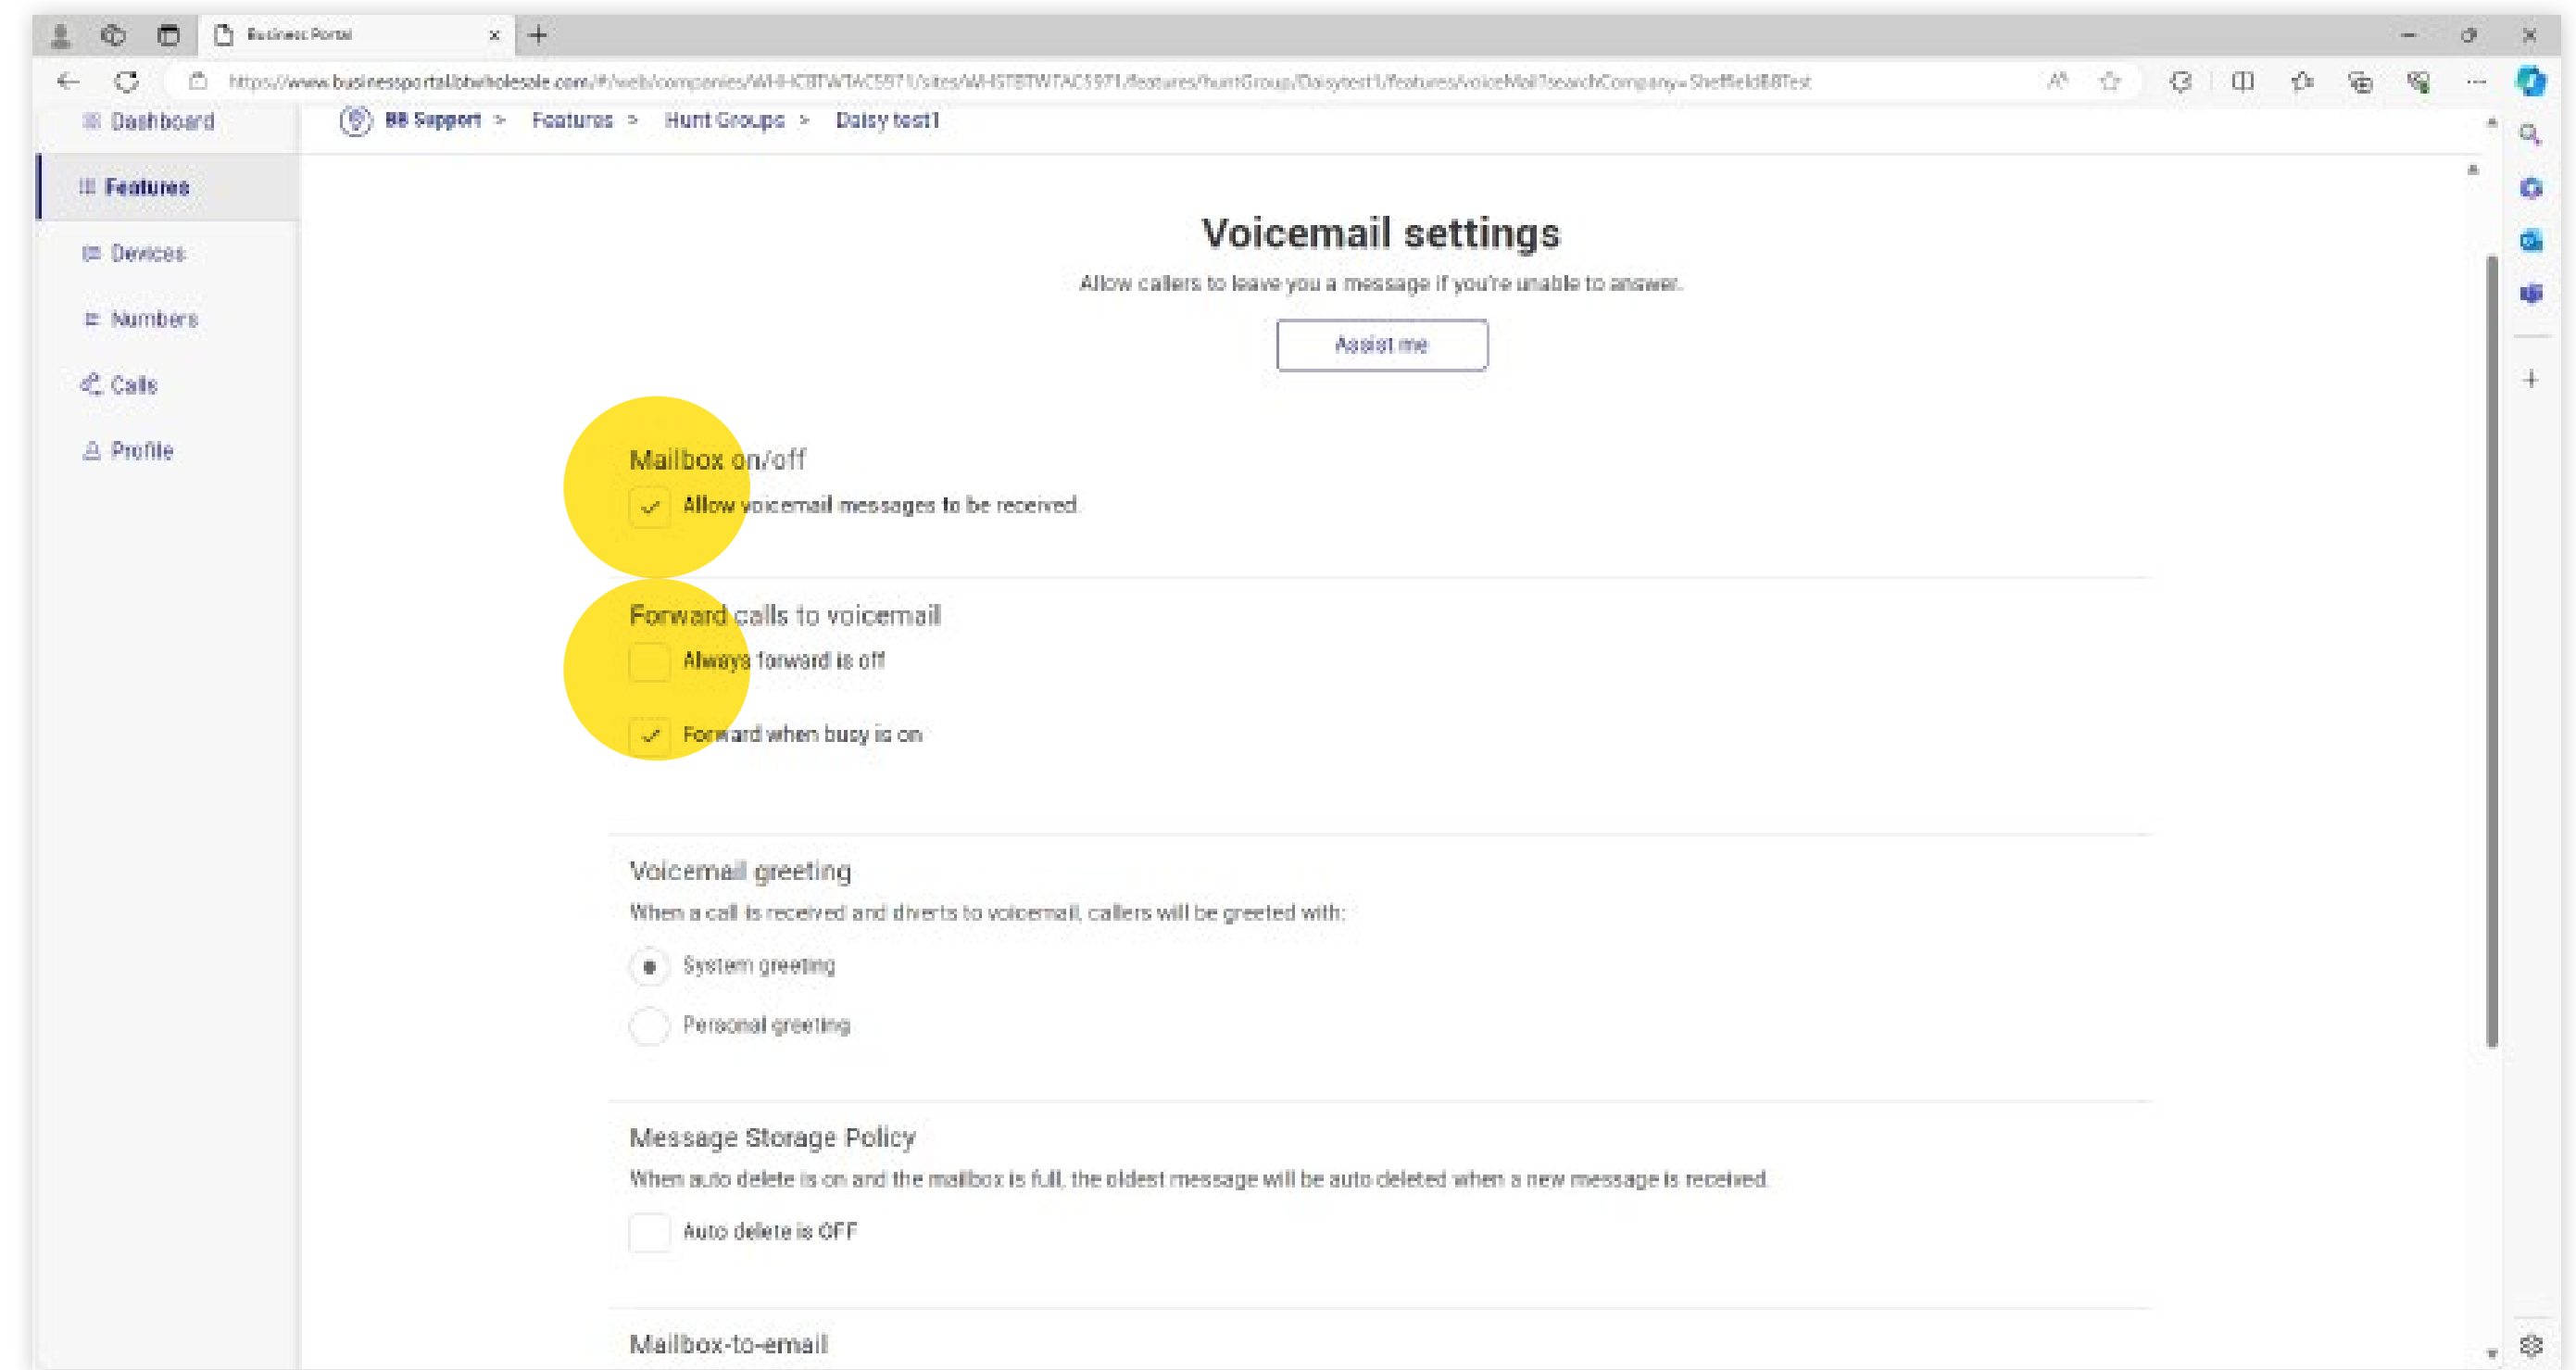 Business Portal
https://www.businessportal.btwholesale.com/#/web/companies/WHHCBTWTAC5971/sites/WHSTBTWTAC5971/features/huntGroup/Daisytest1/features/voiceMail?searchCompany=SheffieldBBTest
Dashboard
BB Support > Features > Hunt Groups > Daisy test1
Features
Devices
Numbers
Calls
Profile
Voicemail settings
Allow callers to leave you a message if you're unable to answer.
Assist me
Mailbox on/off
Allow voicemail messages to be received.
Forward calls to voicemail
Always forward is off
Forward when busy is on
Voicemail greeting
When a call is received and diverts to voicemail, callers will be greeted with:
System greeting
Personal greeting
Message Storage Policy
When auto delete is on and the mailbox is full, the oldest message will be auto deleted when a new message is received.
Auto delete is OFF
Mailbox-to-email